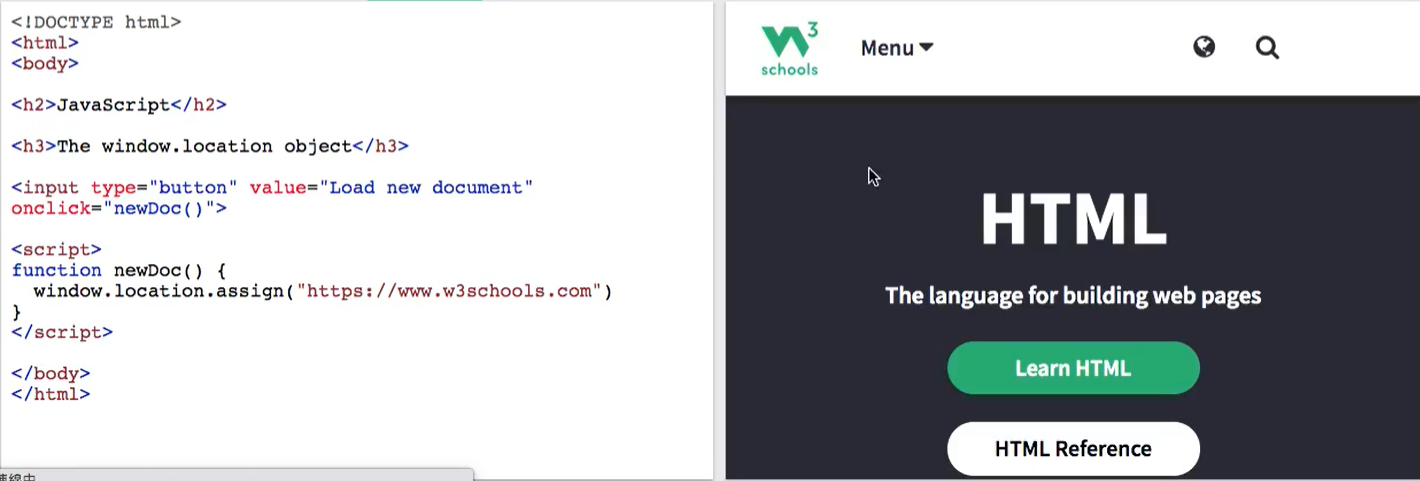 <!DOCTYPE html>
<html>
<body>
<h2>JavaScript</h2>
<h3>The window.location object</h3>
<input type="button" value="Load new document"
onclick="newDoc()">
<script>
function newDoc() {
  window.location.assign("https://www.w3schools.com")
}
</script>
</body>
</html>
W3
schools
Menu
HTML
The language for building web pages
Learn HTML
HTML Reference